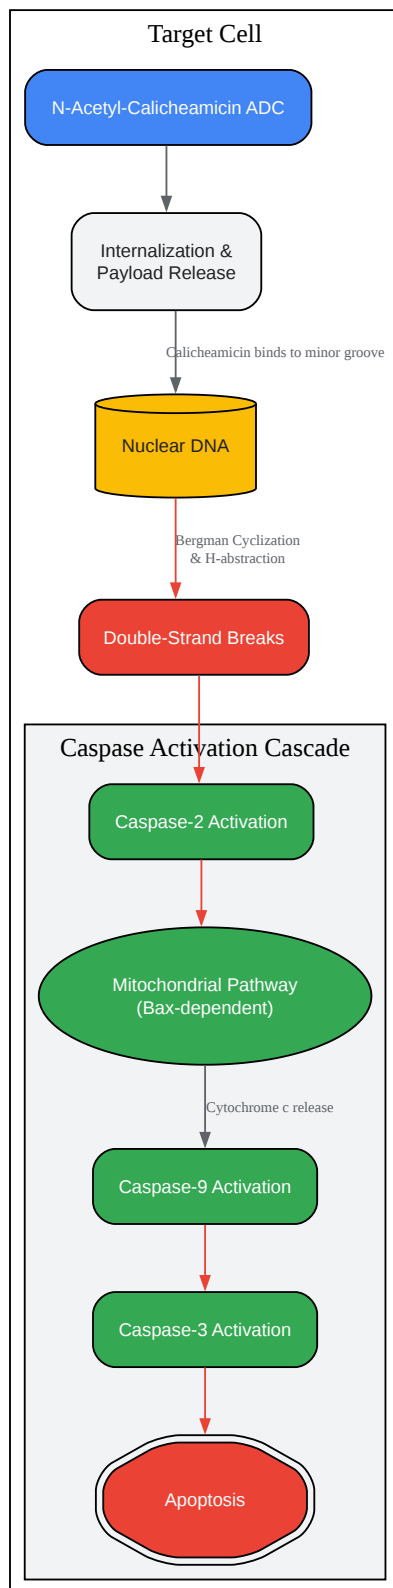 Target Cell
N-Acetyl-Calicheamicin ADC
Internalization &
Payload Release
Calicheamicin binds to minor groove
Nuclear DNA
Bergman Cyclization
& H-abstraction
Double-Strand Breaks
Caspase Activation Cascade
Caspase-2 Activation
Mitochondrial Pathway
(Bax-dependent)
Cytochrome c release
Caspase-9 Activation
Caspase-3 Activation
Apoptosis